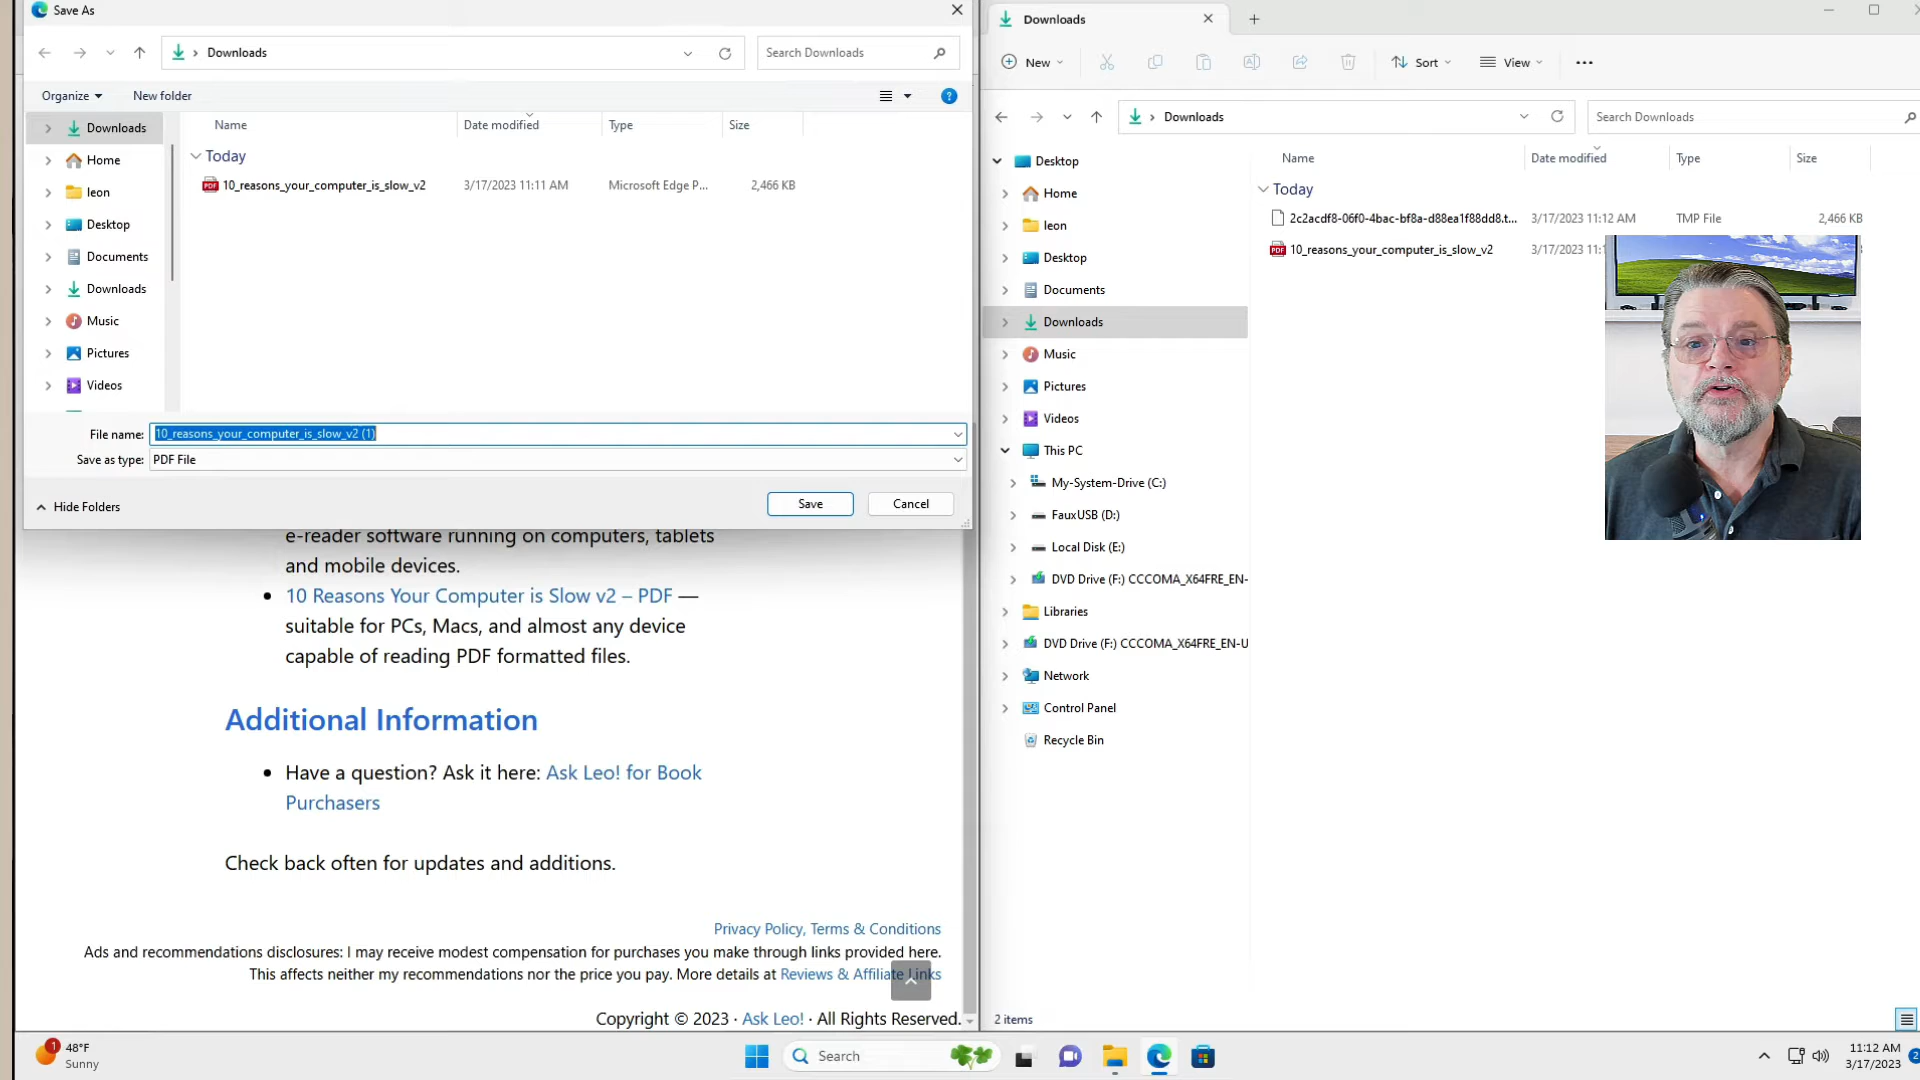 Save As
Downloads
Search Downloads
Organize
New folder
Name
Date modified
Type
Size
Downloads
Today
Home
10_reasons_your_computer_is_slow_v2
3/17/2023 11:11 AM
Microsoft Edge P...
2,466 KB
leon
Desktop
Documents
Downloads
Music
Pictures
Videos
File name:
10_reasons_your_computer_is_slow_v2 (1)
Save as type:
PDF File
Hide Folders
Save
Cancel
e-reader software running on computers, tablets
and mobile devices.
10 Reasons Your Computer is Slow v2 – PDF —
suitable for PCs, Macs, and almost any device
capable of reading PDF formatted files.
Additional Information
Have a question? Ask it here: Ask Leo! for Book
Purchasers
Check back often for updates and additions.
Privacy Policy, Terms & Conditions
Ads and recommendations disclosures: I may receive modest compensation for purchases you make through links provided here.
This affects neither my recommendations nor the price you pay. More details at Reviews & Affiliate Links
Copyright © 2023 · Ask Leo! · All Rights Reserved.
Downloads
New
Sort
View
Downloads
Search Downloads
Name
Date modified
Type
Size
Today
2c2acdf8-06f0-4bac-bf8a-d88ea1f88dd8.t...
3/17/2023 11:12 AM
TMP File
2,466 KB
10_reasons_your_computer_is_slow_v2
3/17/2023 11:1
Desktop
Home
leon
Desktop
Documents
Downloads
Music
Pictures
Videos
This PC
My-System-Drive (C:)
FauxUSB (D:)
Local Disk (E:)
DVD Drive (F:) CCCOMA_X64FRE_EN-
Libraries
DVD Drive (F:) CCCOMA_X64FRE_EN-U
Network
Control Panel
Recycle Bin
2 items
1
48°F
Sunny
Search
11:12 AM
3/17/2023
2